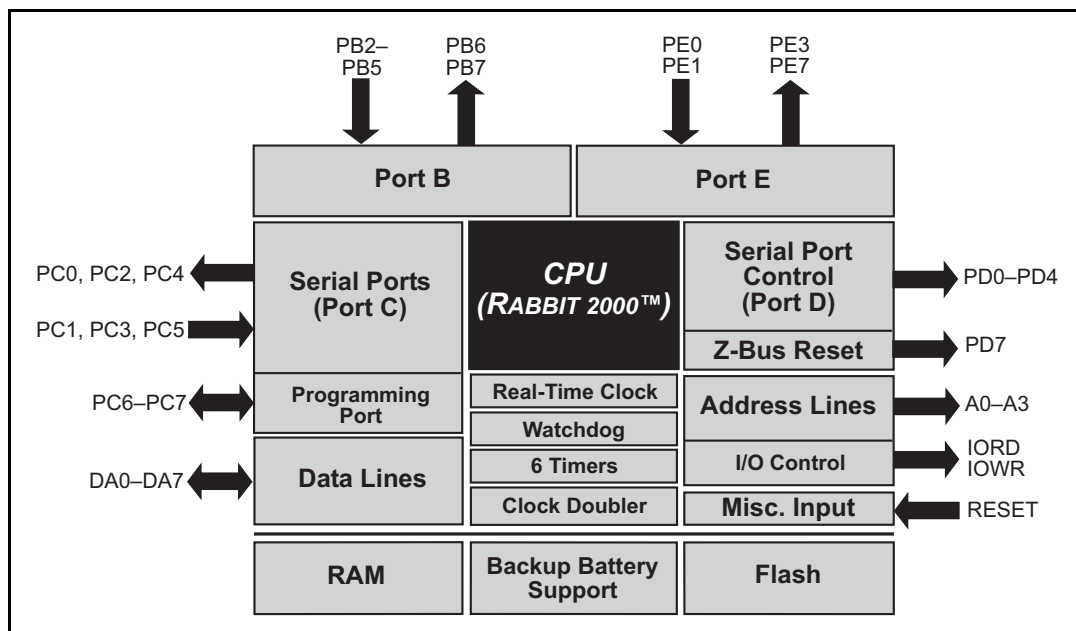 PB2–
PB5
PB6
PB7
PE0
PE1
PE3
PE7
Port B
Port E
PC0, PC2, PC4
PC1, PC3, PC5
Serial Ports
(Port C)
CPU
(RABBIT 2000™)
Serial Port
Control
(Port D)
PD0–PD4
Z-Bus Reset
PD7
PC6–PC7
Programming
Port
Real-Time Clock
Address Lines
A0–A3
Watchdog
DA0–DA7
Data Lines
6 Timers
I/O Control
IORD
IOWR
Clock Doubler
Misc. Input
RESET
RAM
Backup Battery
Support
Flash